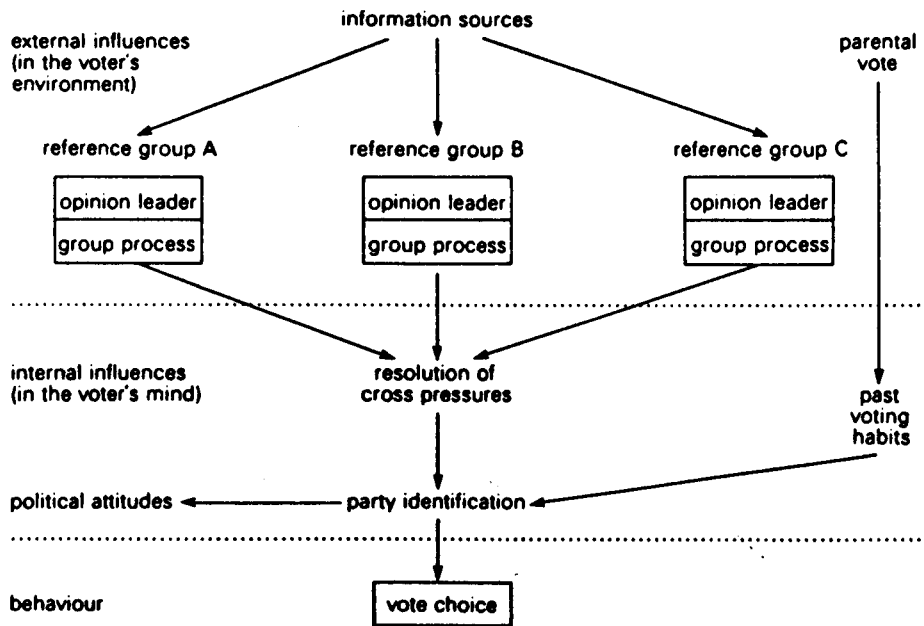 information sources
external influences
(in the voter's
environment)
parental
vote
reference group A
reference group B
reference group C
opinion leader
group process
opinion leader
group process
opinion leader
group process
internal influences
(in the voter's mind)
resolution of
cross pressures
past
voting
habits
political attitudes
party identification
behaviour
vote choice